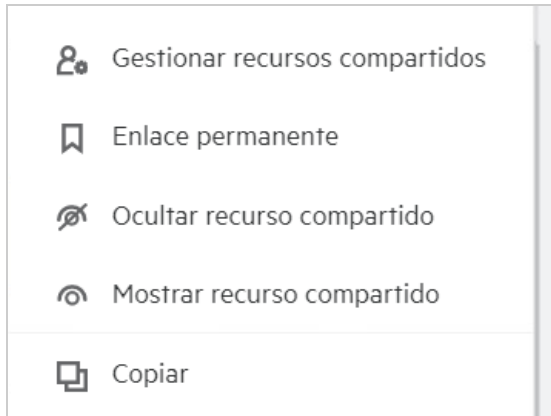 Gestionar recursos compartidos
Enlace permanente
Ocultar recurso compartido
Mostrar recurso compartido
Copiar